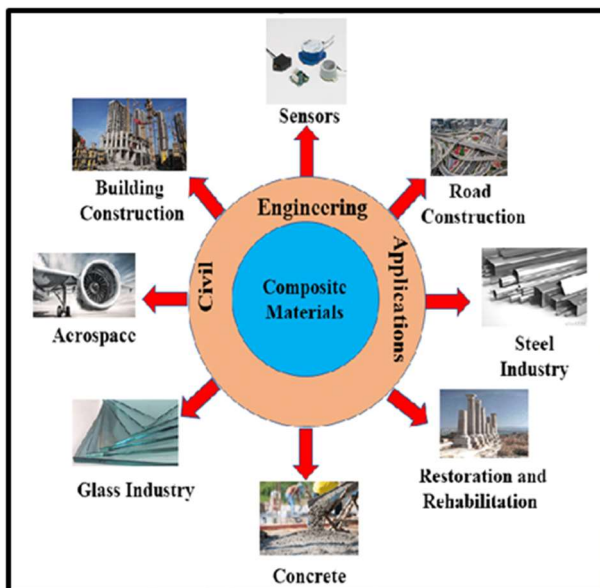 Sensors
Building
Construction
Road
Construction
Civil
Engineering
Applications
Composite
Materials
Aerospace
Steel
Industry
Glass Industry
Restoration and
Rehabilitation
Concrete